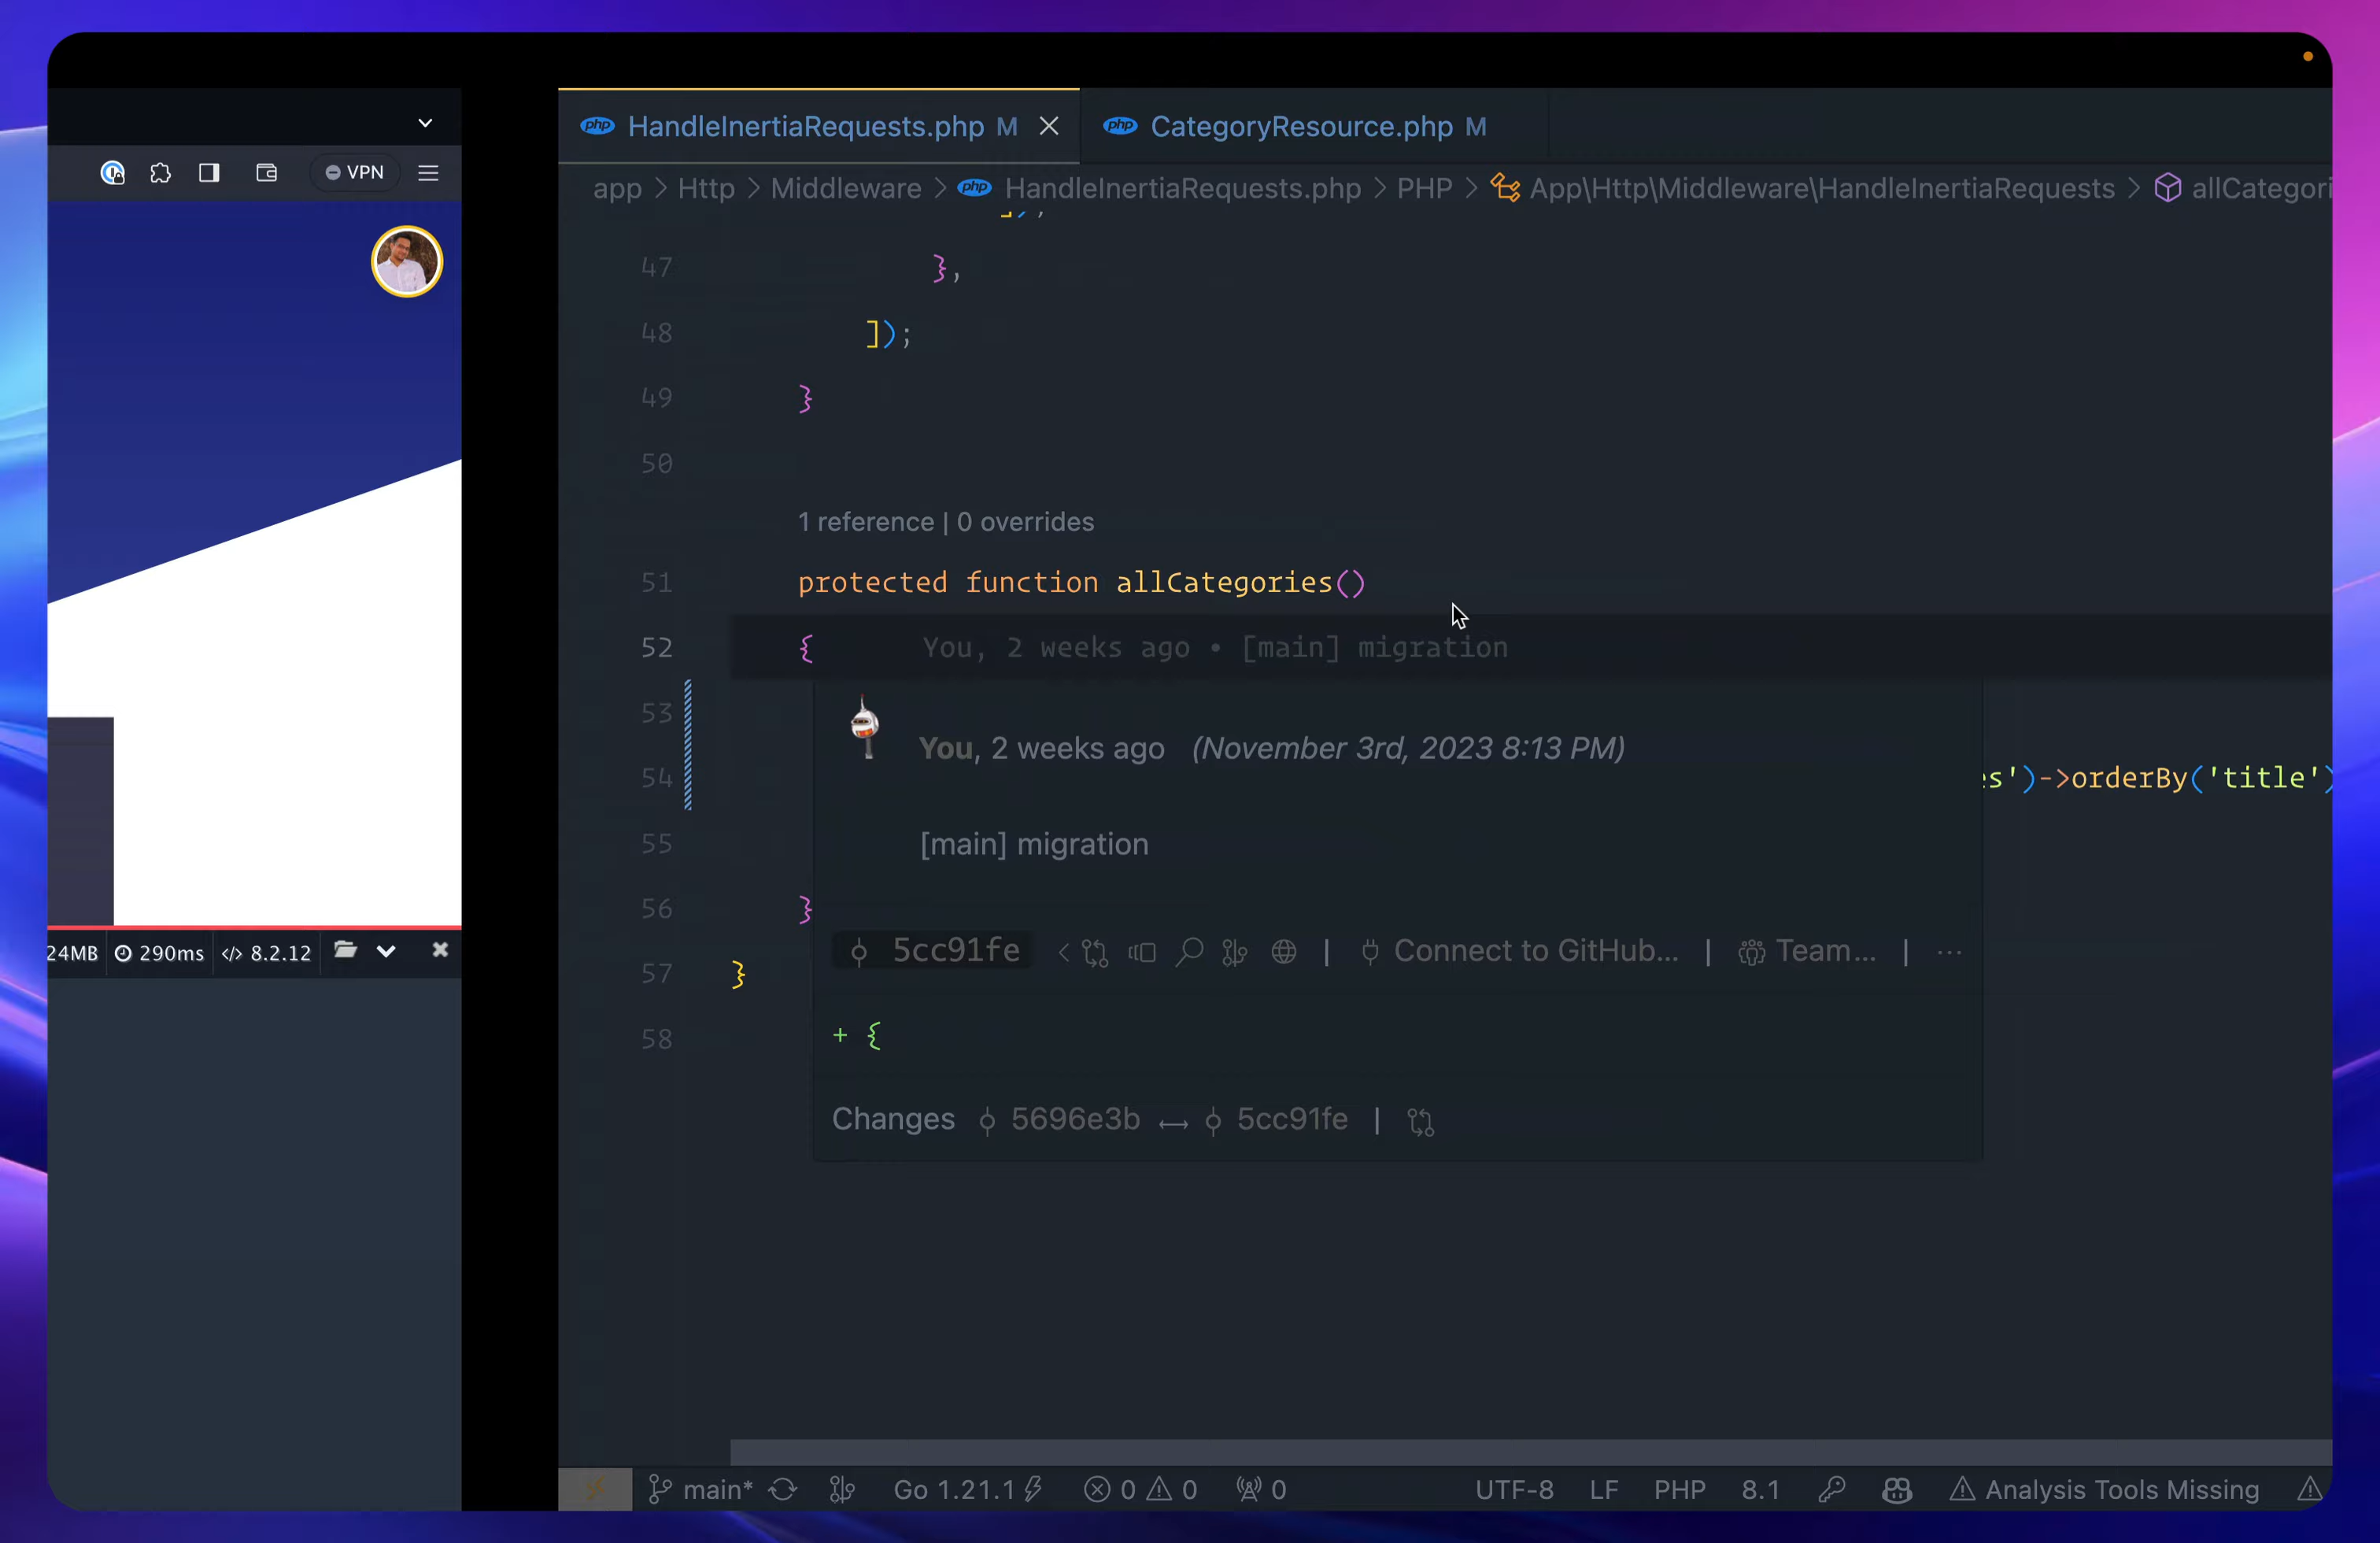 VPN
24MB 290ms </> 8.2.12
php HandleInertiaRequests.php M php CategoryResource.php M
app > Http > Middleware > php HandleInertiaRequests.php > PHP > App\Http\Middleware\HandleInertiaRequests > allCategori
47 },
48 ]);
49 }
50
1 reference | 0 overrides
51 protected function allCategories()
52 { You, 2 weeks ago • [main] migration
53
You, 2 weeks ago (November 3rd, 2023 8:13 PM)
54 s')->orderBy('title')
55 [main] migration
56 }
5cc91fe | Connect to GitHub... | Team... | ...
57 }
58 + {
Changes 5696e3b ↔ 5cc91fe |
main* Go 1.21.1 0 0 0 UTF-8 LF PHP 8.1 Analysis Tools Missing